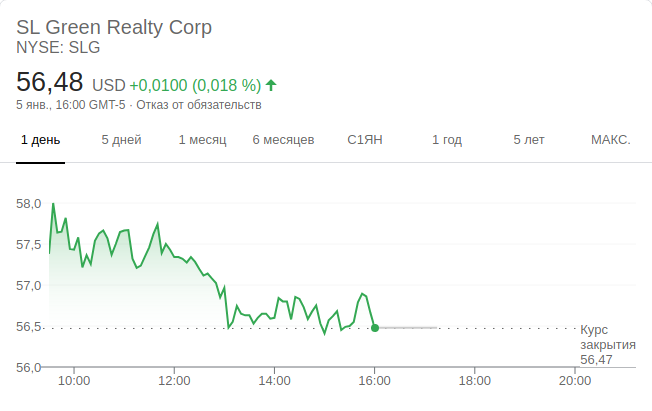 SL Green Realty Corp
NYSE: SLG
56,48 USD +0,0100 (0,018 %)
5 янв., 16:00 GMT-5 · Отказ от обязательств
1 день 5 дней 1 месяц 6 месяцев С1ЯН 1 год 5 лет МАКС.
58,0
57,5
57,0
56,5
56,0
Курс
закрытия
56,47
10:00 12:00 14:00 16:00 18:00 20:00